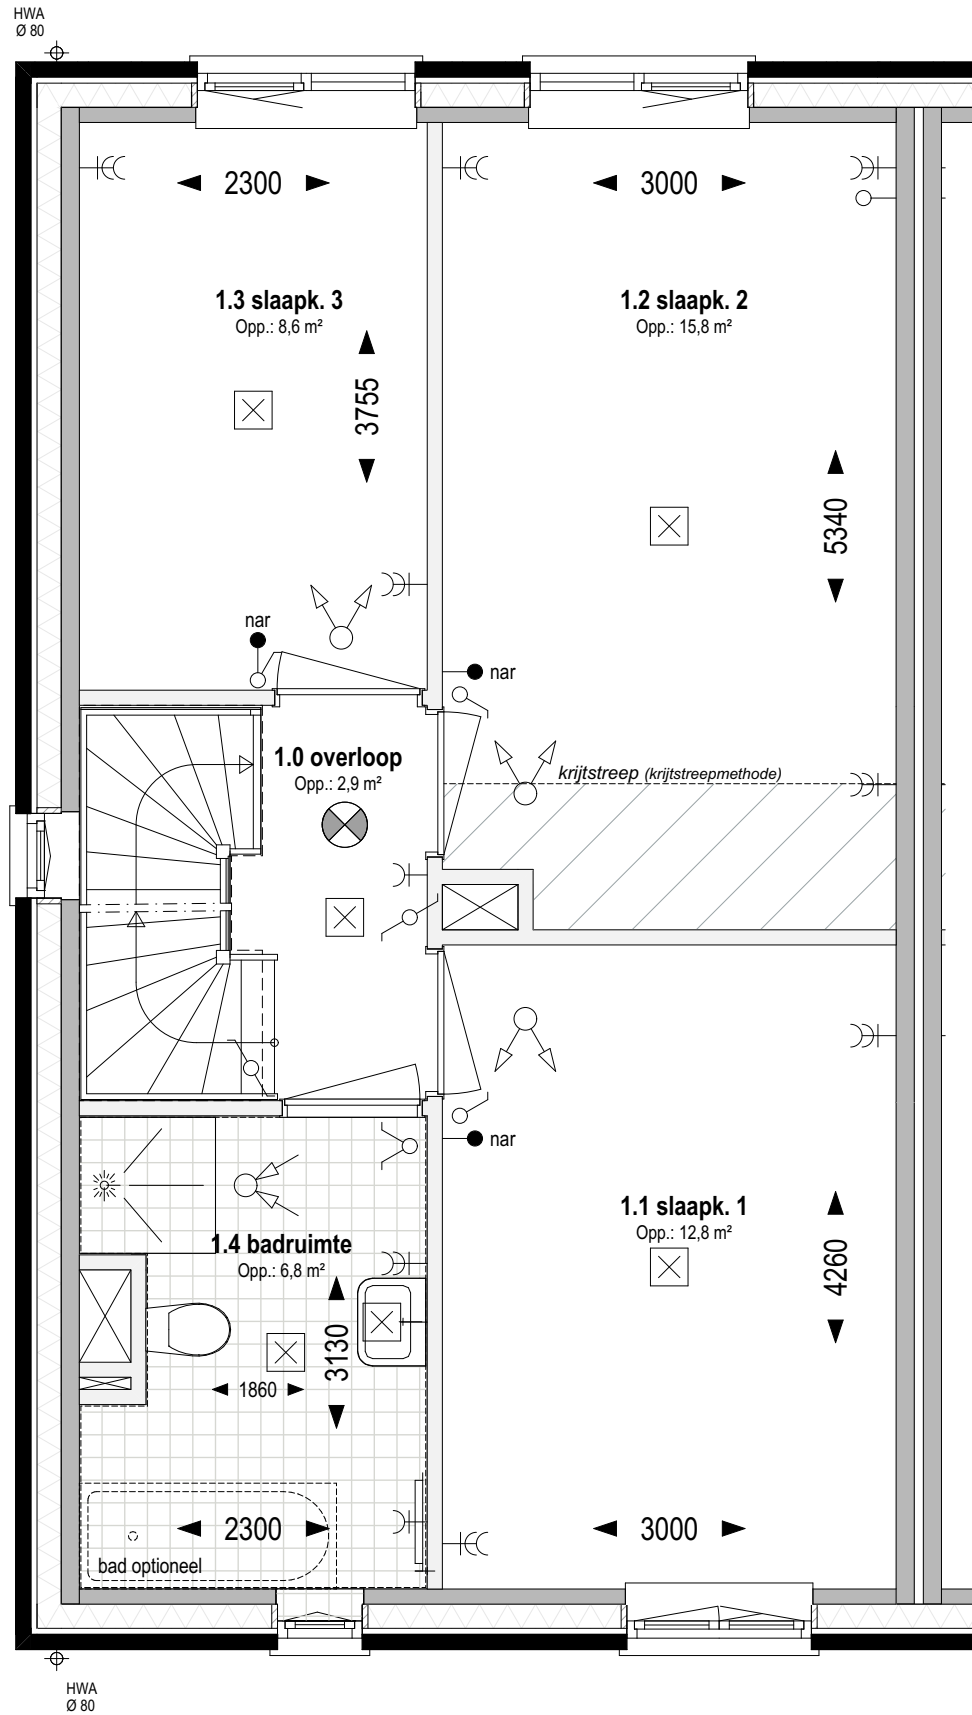 HWA
Ø 80
2300
3000
1.3 slaapk. 3
Opp.: 8,6 m²
1.2 slaapk. 2
Opp.: 15,8 m²
3755
5340
nar
nar
1.0 overloop
Opp.: 2,9 m²
krijtstreep (krijtstreepmethode)
nar
1.1 slaapk. 1
Opp.: 12,8 m²
1.4 badruimte
Opp.: 6,8 m²
4260
3130
1860
2300
3000
bad optioneel
HWA
Ø 80